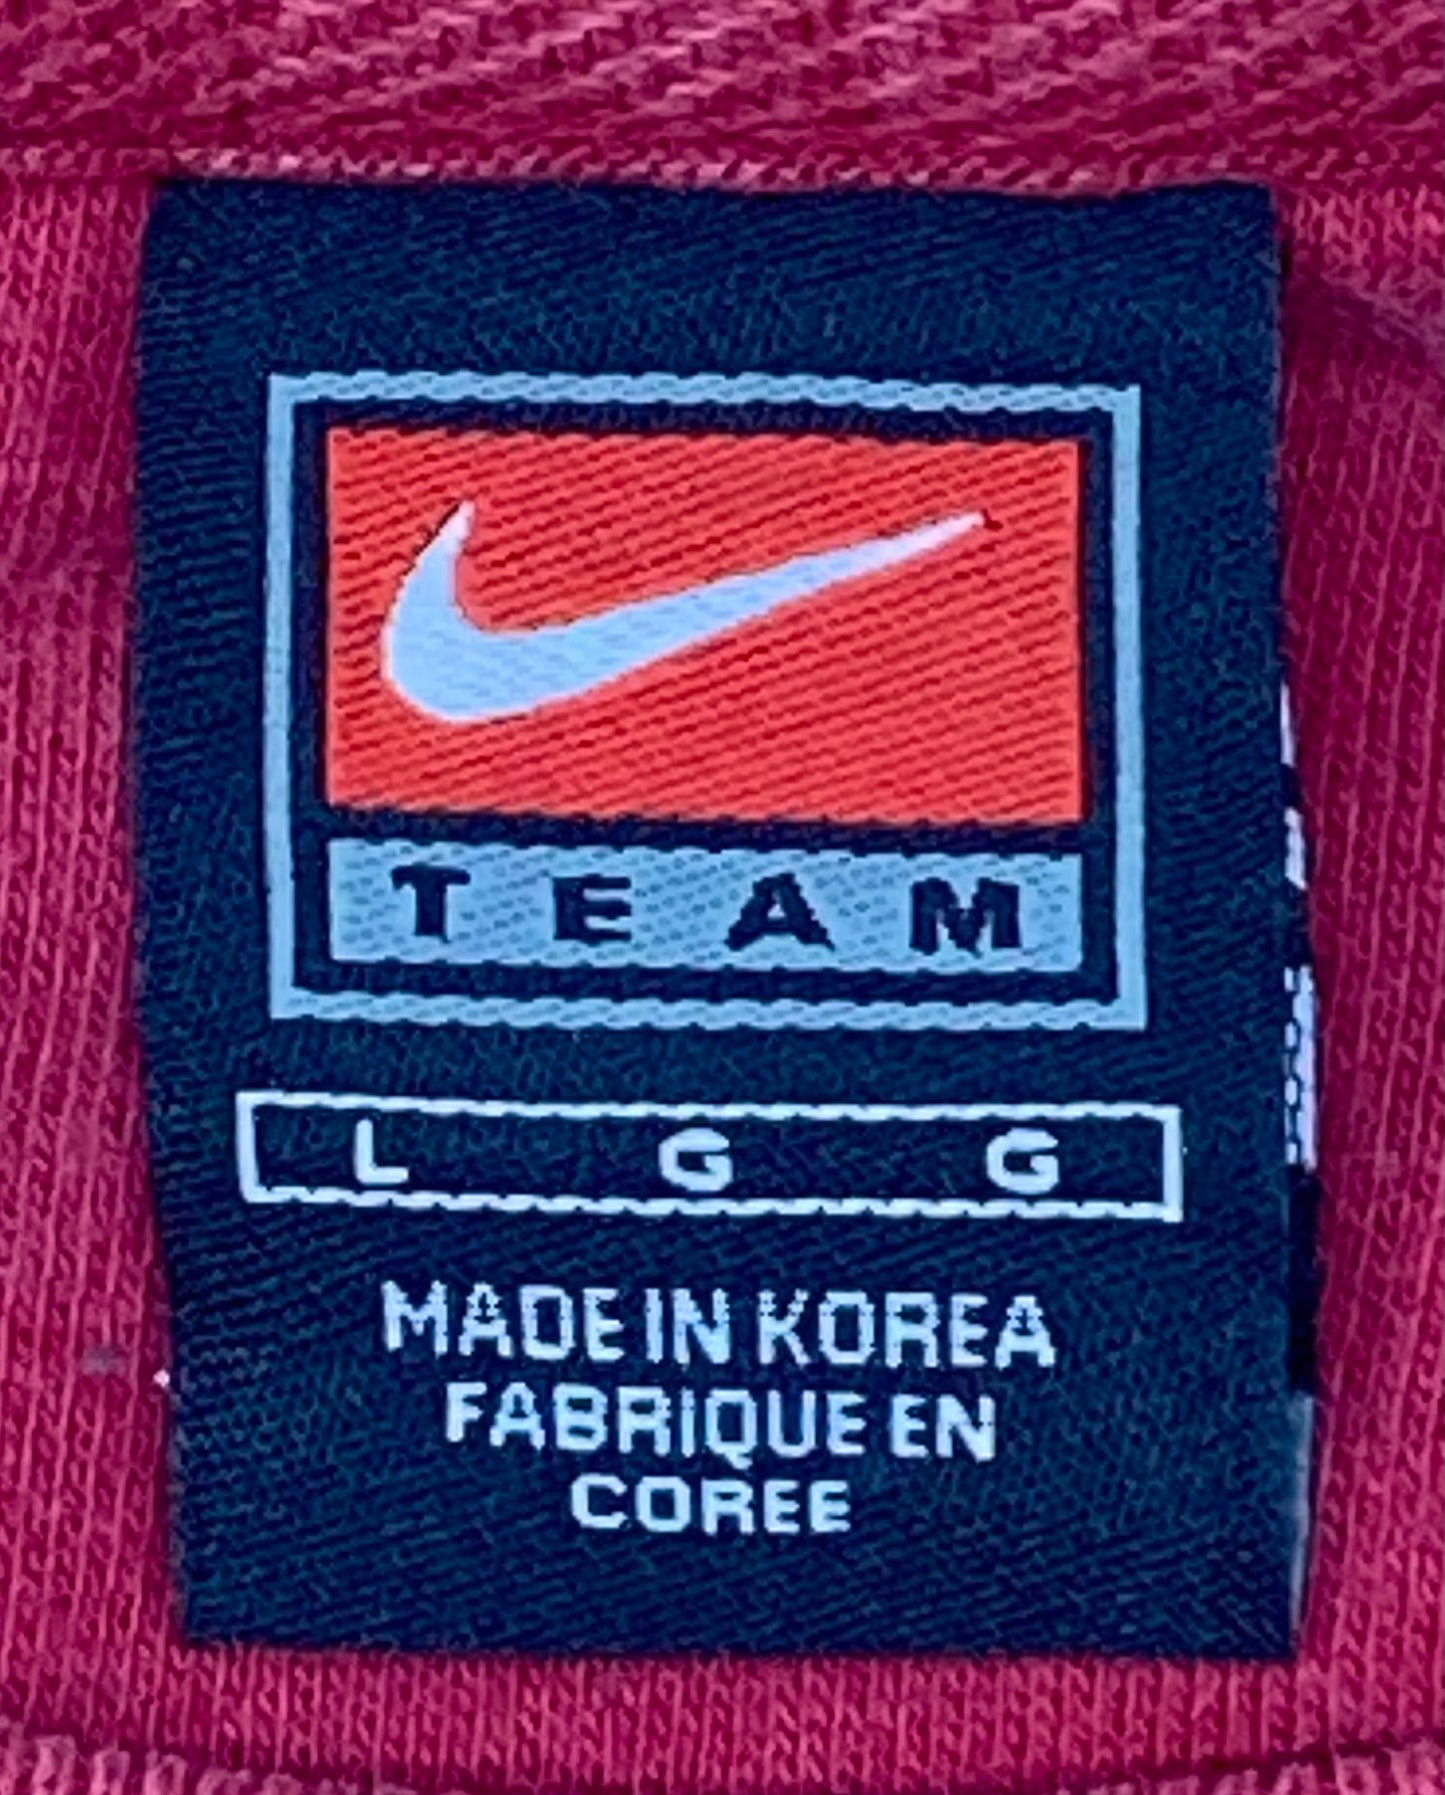 TEAM
L G G
MADE IN KOREA
FABRIQUE EN
COREE